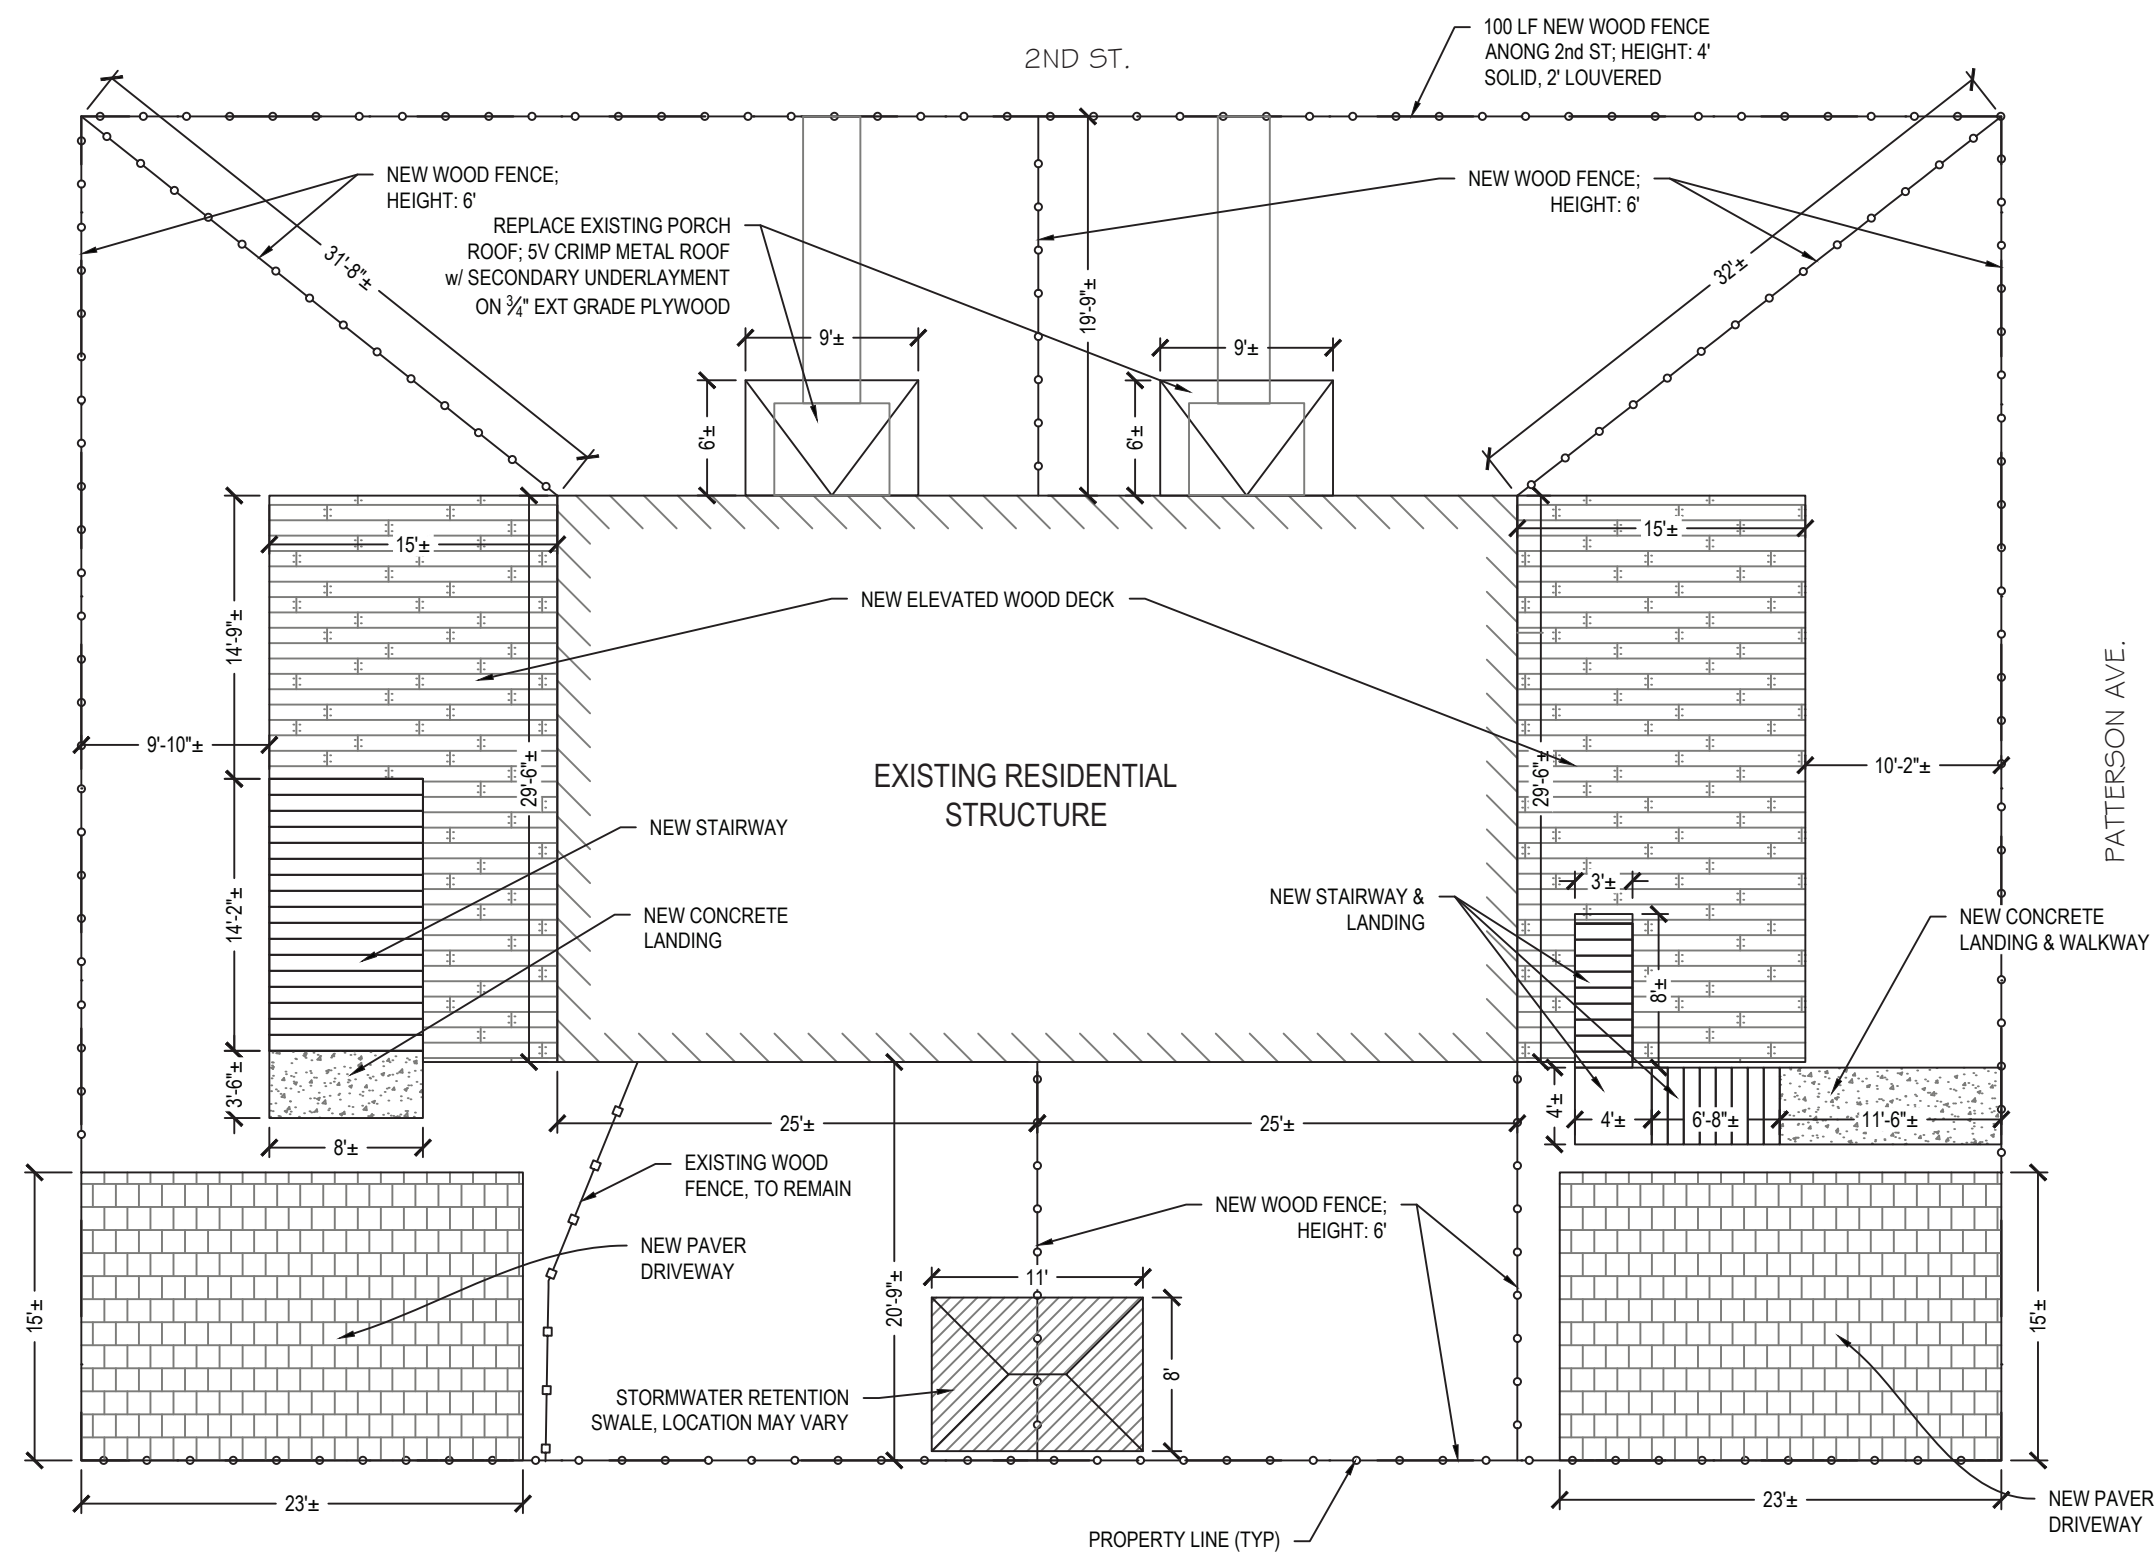 2ND ST.
100 LF NEW WOOD FENCE
ANONG 2nd ST; HEIGHT: 4'
SOLID, 2' LOUVERED
NEW WOOD FENCE;
HEIGHT: 6'
REPLACE EXISTING PORCH
ROOF; 5V CRIMP METAL ROOF
w/ SECONDARY UNDERLAYMENT
ON ¾" EXT GRADE PLYWOOD
NEW WOOD FENCE;
HEIGHT: 6'
31'-8"±
32'±
19'-9"±
9'±
9'±
6'±
6'±
15'±
15'±
14'-9"±
NEW ELEVATED WOOD DECK
9'-10"±
29'-6"±
EXISTING RESIDENTIAL
STRUCTURE
29'-6"±
10'-2"±
PATTERSON AVE.
NEW STAIRWAY
14'-2"±
NEW CONCRETE
LANDING
NEW STAIRWAY &
LANDING
3'±
8'±
NEW CONCRETE
LANDING & WALKWAY
3'-6"±
8'±
25'±
25'±
4'±
4'±
6'-8"±
11'-6"±
EXISTING WOOD
FENCE, TO REMAIN
NEW WOOD FENCE;
HEIGHT: 6'
NEW PAVER
DRIVEWAY
15'±
20'-9"±
11'
8'
15'±
STORMWATER RETENTION
SWALE, LOCATION MAY VARY
23'±
23'±
NEW PAVER
DRIVEWAY
PROPERTY LINE (TYP)